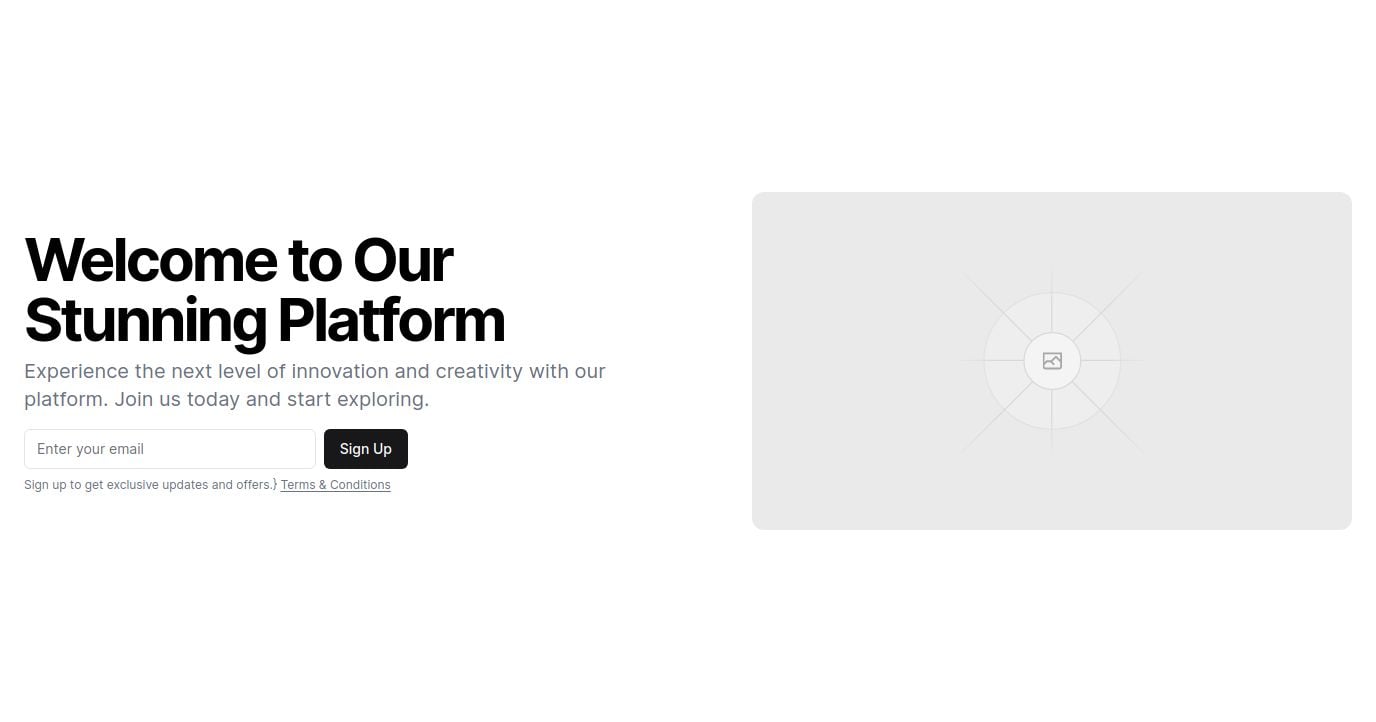 Welcome to Our
Stunning Platform
Experience the next level of innovation and creativity with our
platform. Join us today and start exploring.
Enter your email
Sign Up
Sign up to get exclusive updates and offers.} Terms & Conditions